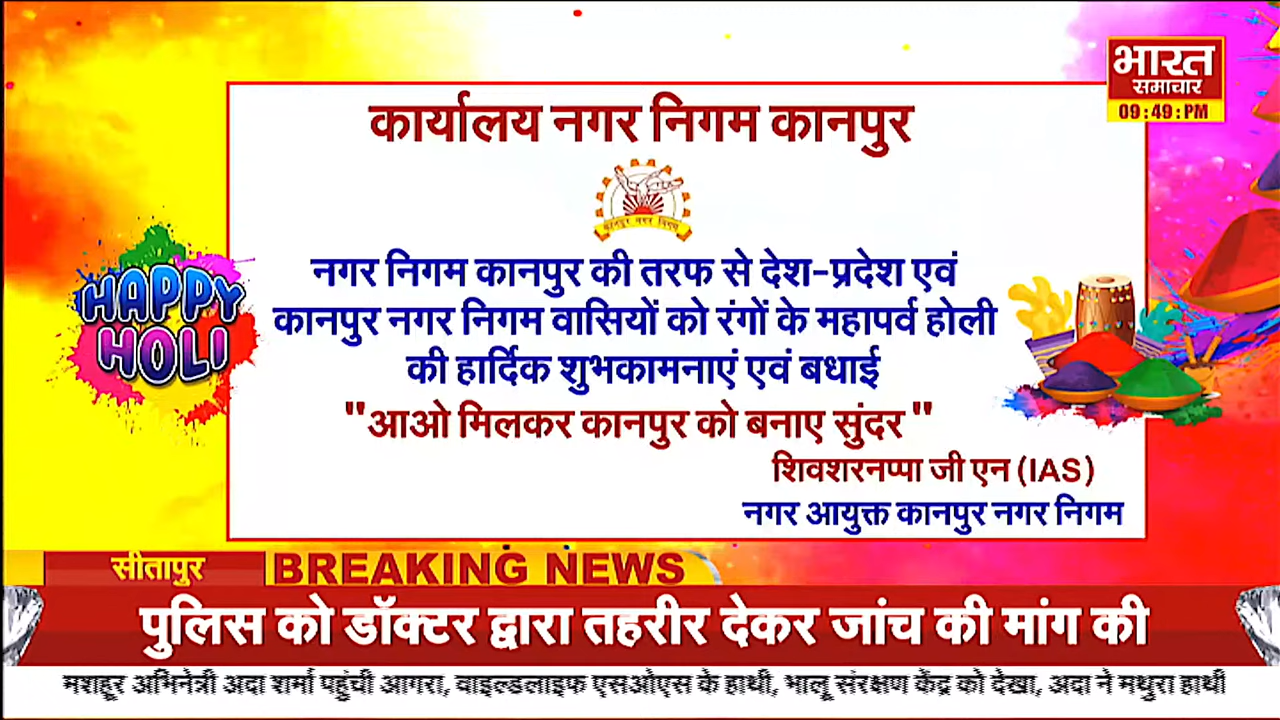 भारत
समाचार
09:49:PM
कार्यालय नगर निगम कानपुर
कानपुर नगर निगम
नगर निगम कानपुर की तरफ से देश-प्रदेश एवं
कानपुर नगर निगम वासियों को रंगों के महापर्व होली
की हार्दिक शुभकामनाएं एवं बधाई
"आओ मिलकर कानपुर को बनाए सुंदर"
शिवशरनप्पा जी एन (IAS)
नगर आयुक्त कानपुर नगर निगम
HAPPY
HOLI
सीतापुर
BREAKING NEWS
पुलिस को डॉक्टर द्वारा तहरीर देकर जांच की मांग की
मशहूर अभिनेत्री अदा शर्मा पहुंची आगरा, वाइल्डलाइफ एसओएस के हाथी, भालू संरक्षण केंद्र को देखा, अदा ने मथुरा हाथी